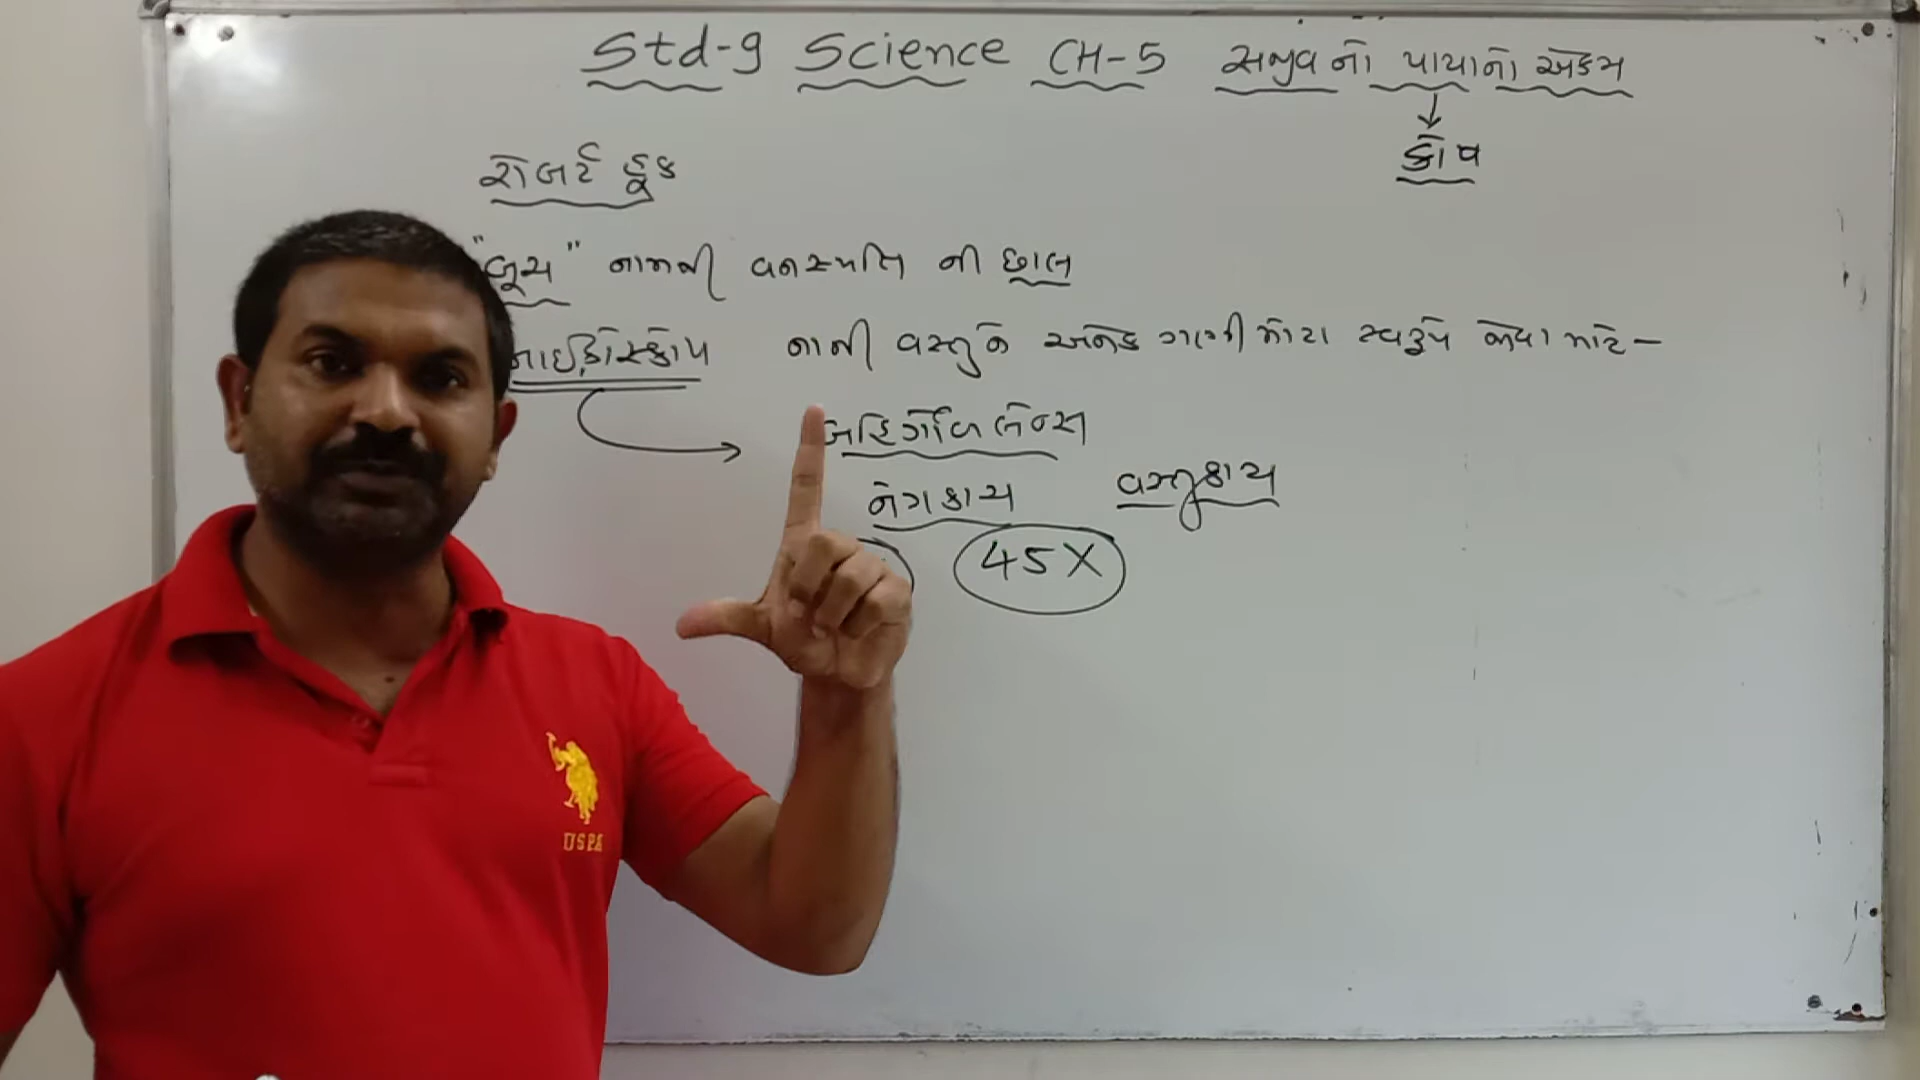 Std-9 Science CH-5 સજીવનો પાયાનો એકમ
↓
કોષ
રોબર્ટ હૂક
"બૂચ" નામની વનસ્પતિ ની છાલ
માઈક્રોસ્કોપ નાની વસ્તુને અનેક ગણી મોટા સ્વરૂપે જોવા માટે -
બહિર્ગોળ લેન્સ
નેત્રકાચ વસ્તુકાચ
45X
USPA